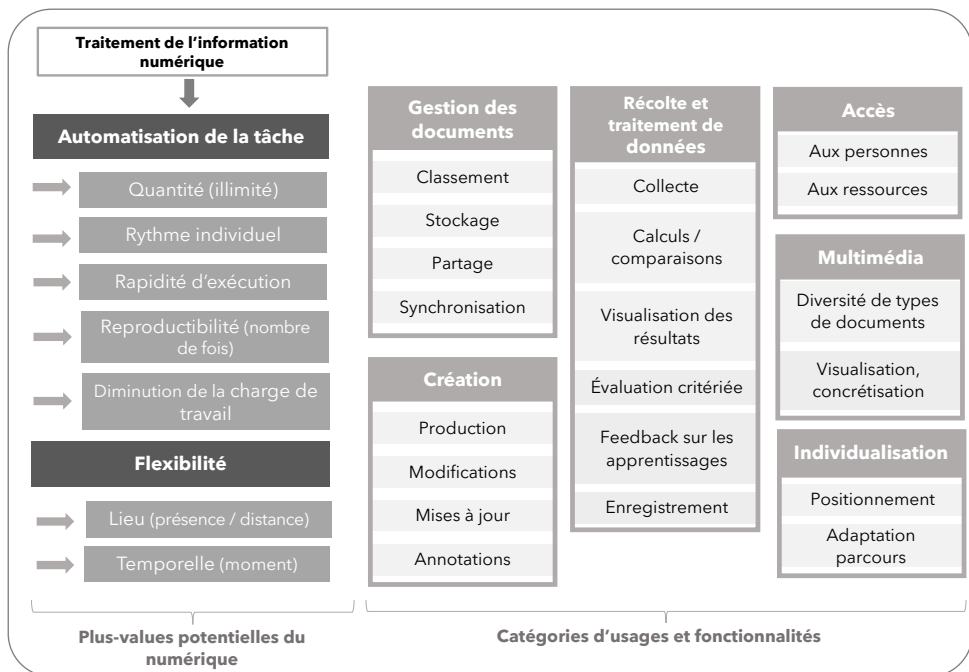 Traitement de l'information
numérique
Automatisation de la tâche
Quantité (illimité)
Rythme individuel
Rapidité d'exécution
Reproductibilité (nombre
de fois)
Diminution de la charge de
travail
Flexibilité
Lieu (présence / distance)
Temporelle (moment)
Plus-values potentielles du
numérique
Gestion des
documents
Classement
Stockage
Partage
Synchronisation
Création
Production
Modifications
Mises à jour
Annotations
Récolte et
traitement de
données
Collecte
Calculs /
comparaisons
Visualisation des
résultats
Évaluation critériée
Feedback sur les
apprentissages
Enregistrement
Accès
Aux personnes
Aux ressources
Multimédia
Diversité de types
de documents
Visualisation,
concrétisation
Individualisation
Positionnement
Adaptation
parcours
Catégories d'usages et fonctionnalités